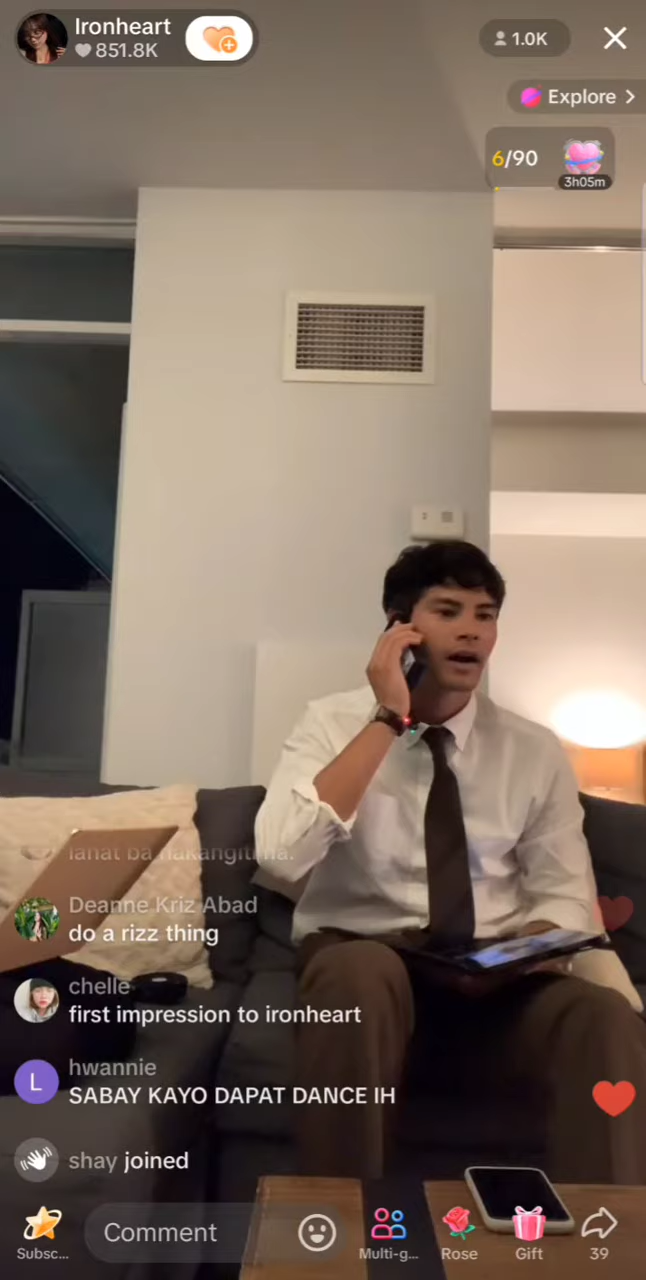 Ironheart
851.8K
1.0K
Explore
6/90
3h05m
Deanne Kriz Abad
do a rizz thing
chelle
first impression to ironheart
hwannie
L
SABAY KAYO DAPAT DANCE IH
shay joined
Comment
Subsc...
Multi-g...
Rose
Gift
39